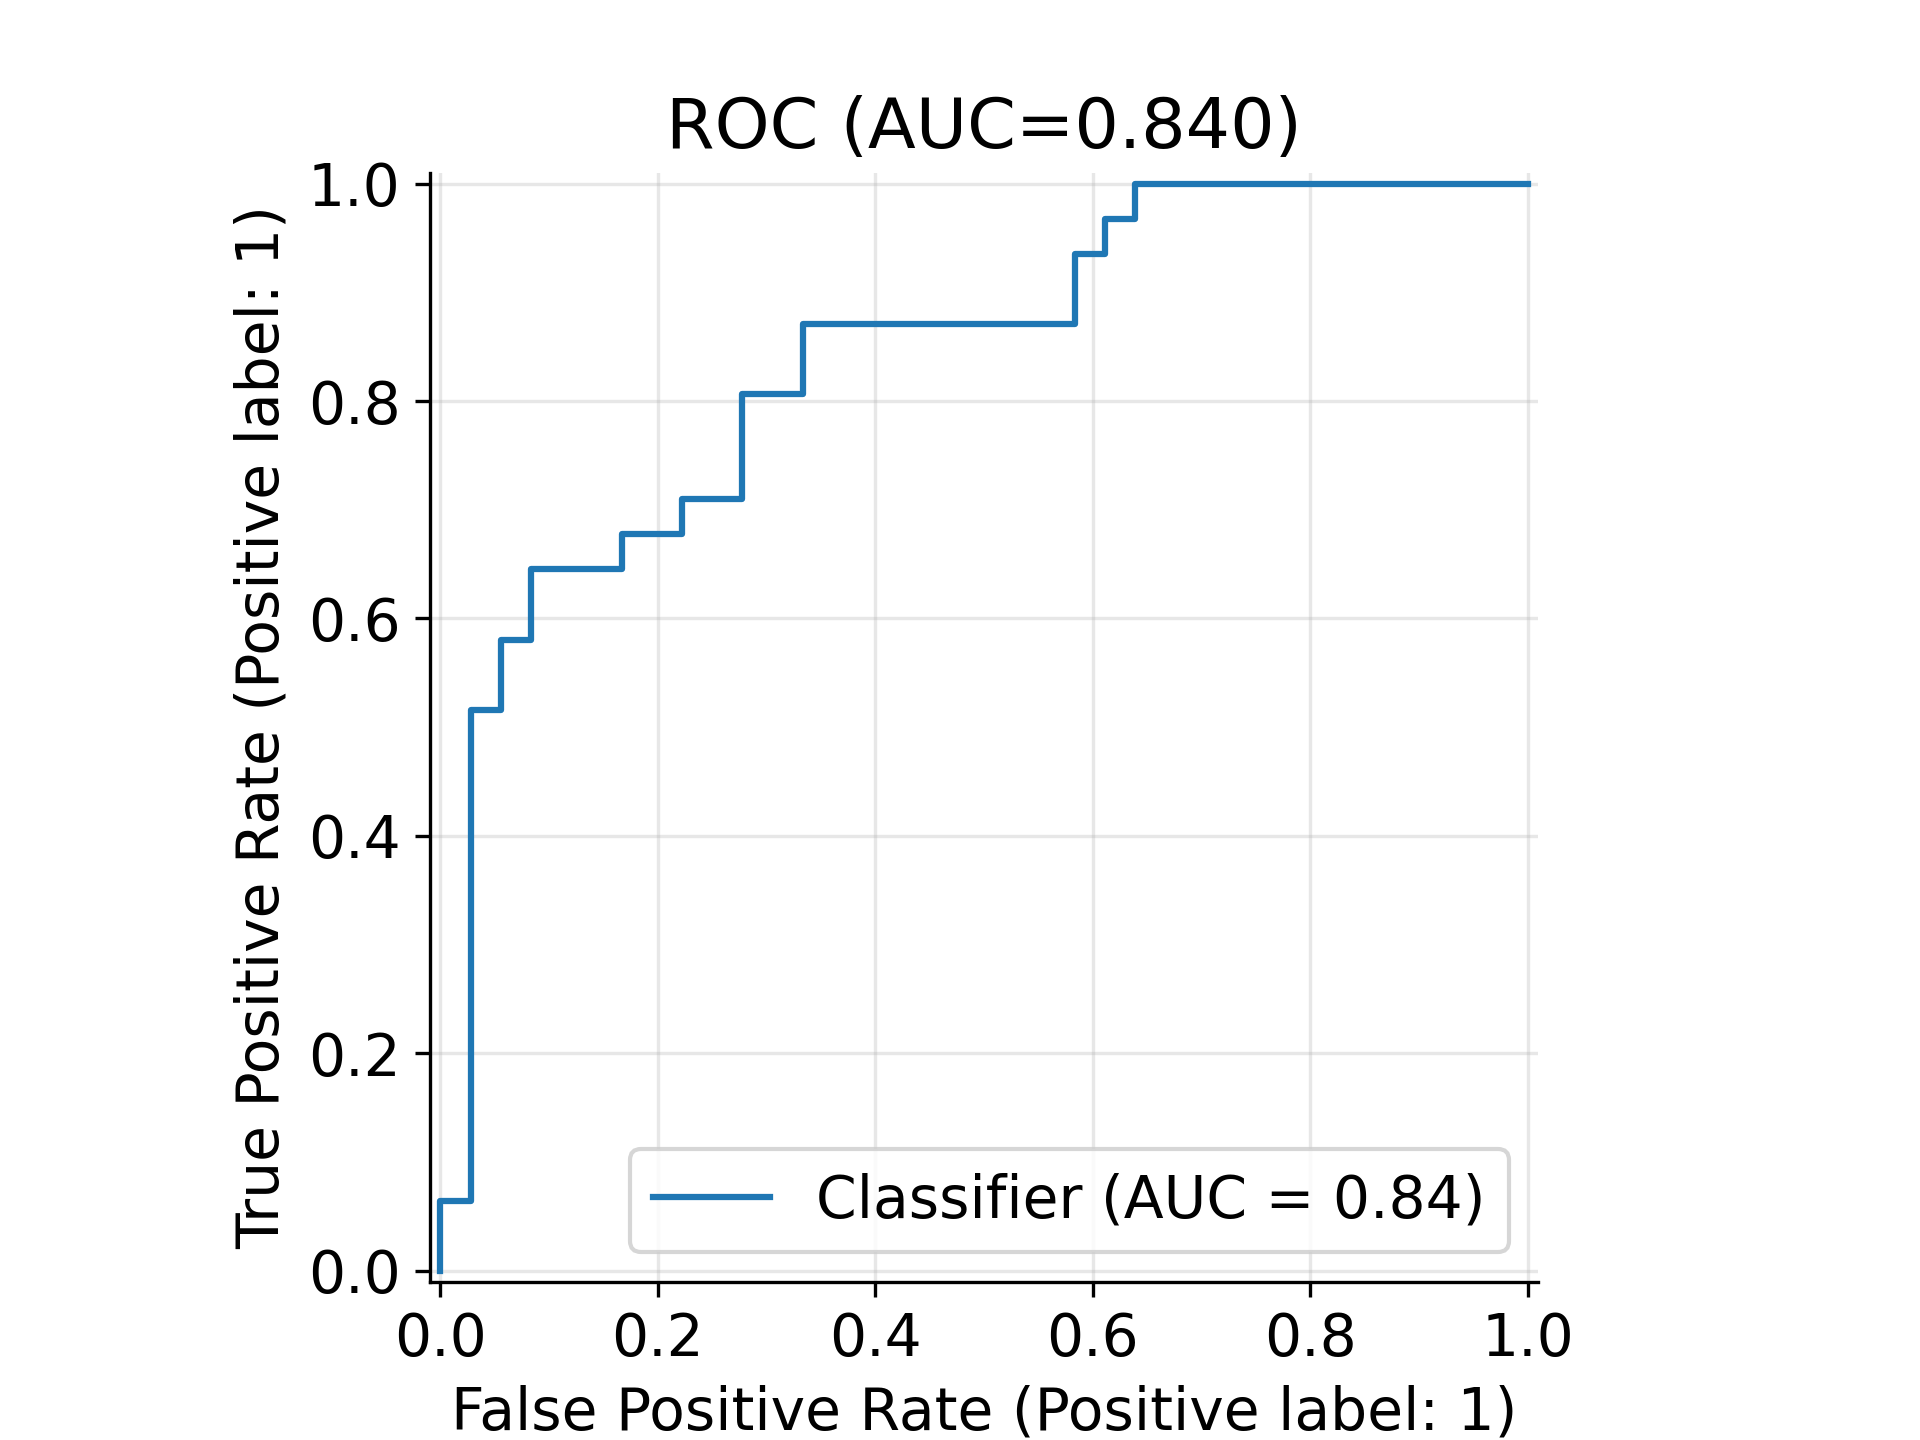 ROC (AUC=0.840)
True Positive Rate (Positive label: 1)
1.0
0.8
0.6
0.4
0.2
0.0
Classifier (AUC = 0.84)
0.0 0.2 0.4 0.6 0.8 1.0
False Positive Rate (Positive label: 1)